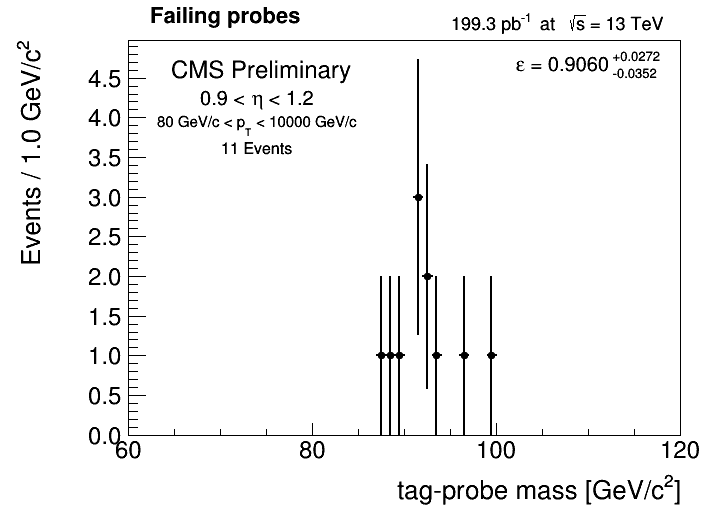 Failing probes
199.3 pb⁻¹ at √s = 13 TeV
CMS Preliminary
0.9 < η < 1.2
80 GeV/c < p_T < 10000 GeV/c
11 Events
ε = 0.9060 +0.0272 -0.0352
Events / 1.0 GeV/c²
4.5
4.0
3.5
3.0
2.5
2.0
1.5
1.0
0.5
0.0
60 80 100 120
tag-probe mass [GeV/c²]